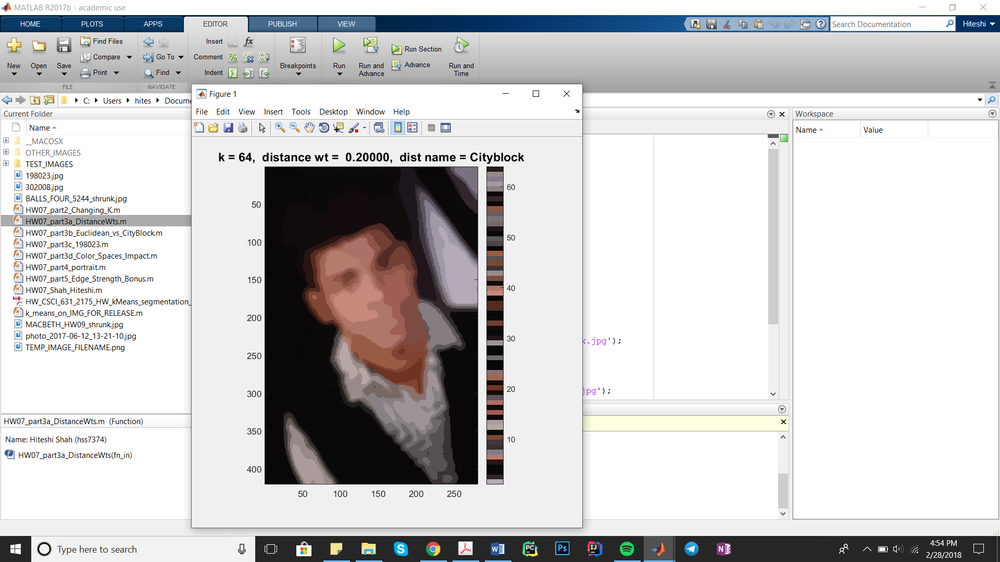 MATLAB R2017b - academic use
HOME PLOTS APPS EDITOR PUBLISH VIEW
Search Documentation
Hiteshi
New
Open
Save
Find Files
Compare
Print
FILE
Go To
Find
NAVIGATE
Insert
fx
Comment
Indent
Breakpoints
Run
Run and Advance
Run Section
Advance
Run and Time
C: Users hites Docume
Current Folder
Name
__MACOSX
OTHER_IMAGES
TEST_IMAGES
198023.jpg
302008.jpg
BALLS_FOUR_5244_shrunk.jpg
HW07_part2_Changing_K.m
HW07_part3a_DistanceWts.m
HW07_part3b_Euclidean_vs_CityBlock.m
HW07_part3c_198023.m
HW07_part3d_Color_Spaces_Impact.m
HW07_part4_portrait.m
HW07_part5_Edge_Strength_Bonus.m
HW07_Shah_Hiteshi.m
HW_CSCI_631_2175_HW_kMeans_segmentation_
k_means_on_IMG_FOR_RELEASE.m
MACBETH_HW09_shrunk.jpg
photo_2017-06-12_13-21-10.jpg
TEMP_IMAGE_FILENAME.png
HW07_part3a_DistanceWts.m (Function)
Name: Hiteshi Shah (hss7374)
HW07_part3a_DistanceWts(fn_in)
Figure 1
File Edit View Insert Tools Desktop Window Help
k = 64, distance wt = 0.20000, dist name = Cityblock
50
100
150
200
250
300
350
400
50 100 150 200 250
60
50
40
30
20
10
k.jpg');
jpg');
Workspace
Name Value
Type here to search
4:54 PM
2/28/2018